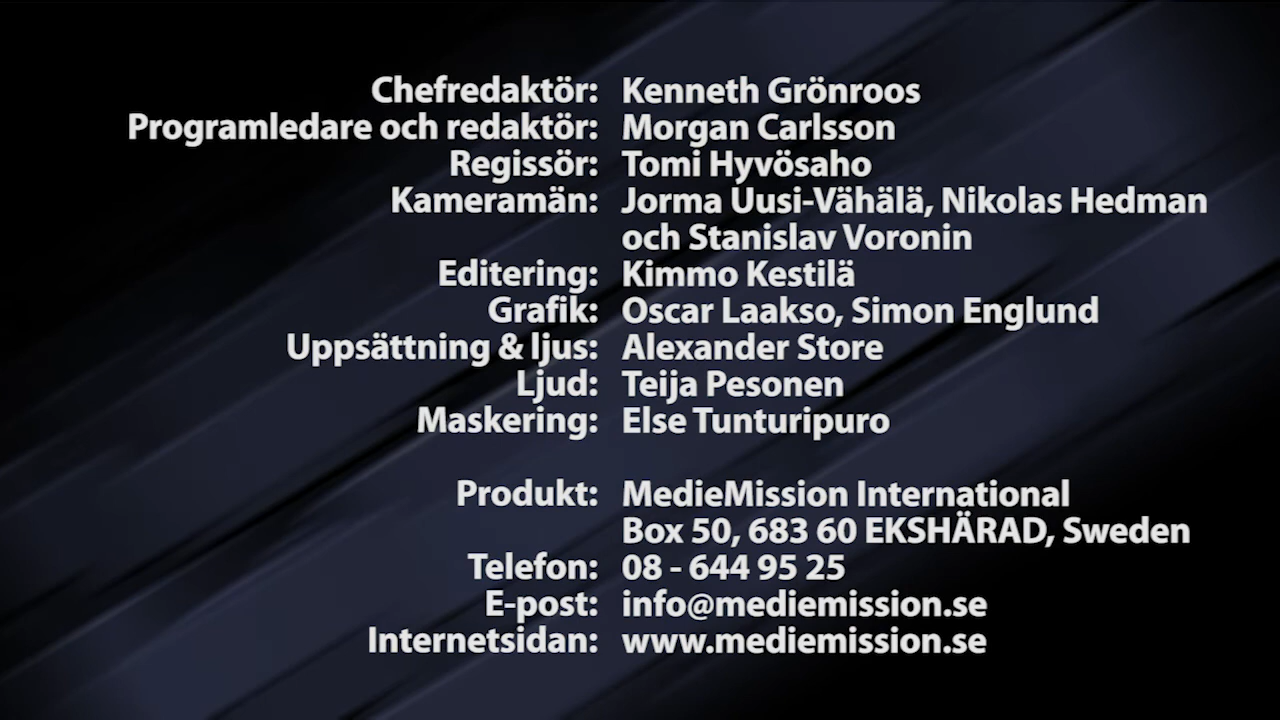 Chefredaktör: Kenneth Grönroos
Programledare och redaktör: Morgan Carlsson
Regissör: Tomi Hyvösaho
Kameramän: Jorma Uusi-Vähälä, Nikolas Hedman
och Stanislav Voronin
Editering: Kimmo Kestilä
Grafik: Oscar Laakso, Simon Englund
Uppsättning & ljus: Alexander Store
Ljud: Teija Pesonen
Maskering: Else Tunturipuro
Produkt: MedieMission International
Box 50, 683 60 EKSHÄRAD, Sweden
Telefon: 08 - 644 95 25
E-post: info@mediemission.se
Internetsidan: www.mediemission.se